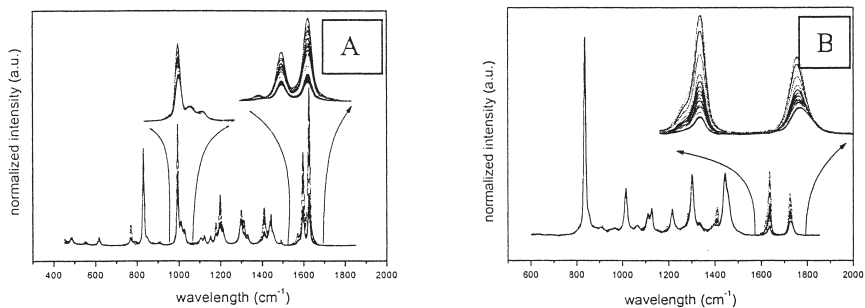 A
normalized intensity (a.u.)
400 600 800 1000 1200 1400 1600 1800 2000
wavelength (cm⁻¹)
B
normalized intensity (a.u.)
600 800 1000 1200 1400 1600 1800 2000
wavelength (cm⁻¹)